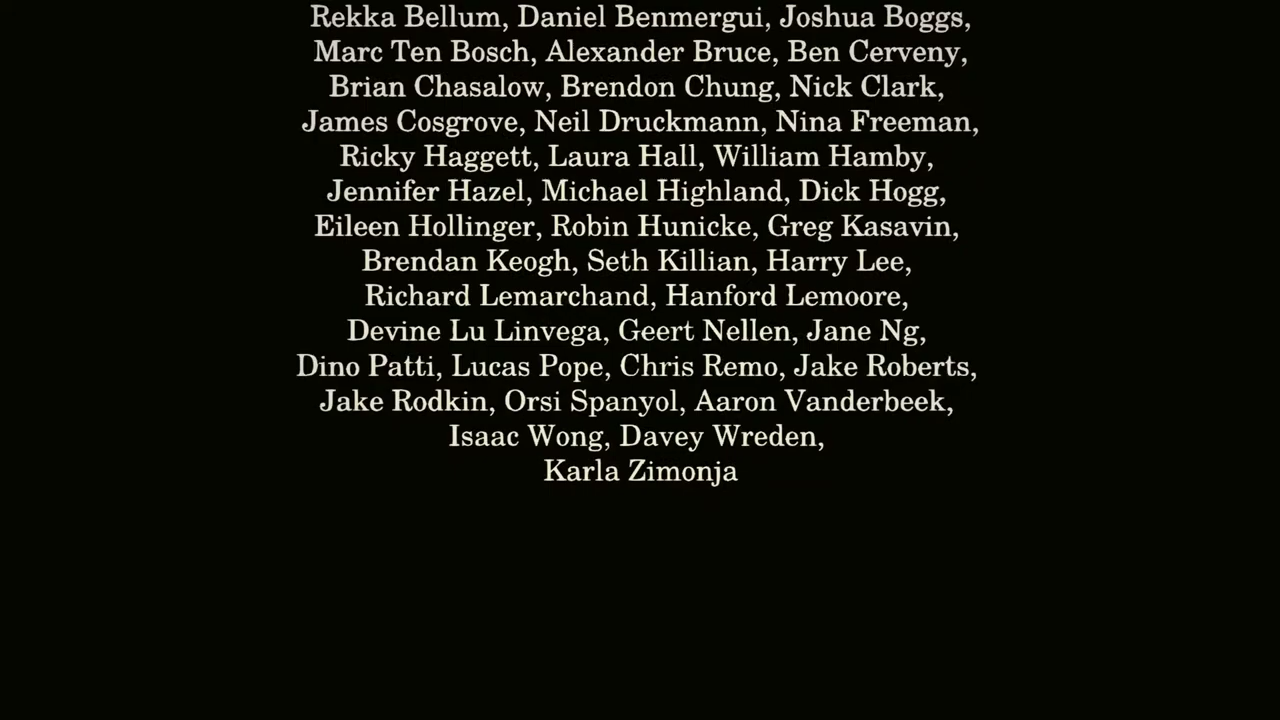 Rekka Bellum, Daniel Benmergui, Joshua Boggs,
Marc Ten Bosch, Alexander Bruce, Ben Cerveny,
Brian Chasalow, Brendon Chung, Nick Clark,
James Cosgrove, Neil Druckmann, Nina Freeman,
Ricky Haggett, Laura Hall, William Hamby,
Jennifer Hazel, Michael Highland, Dick Hogg,
Eileen Hollinger, Robin Hunicke, Greg Kasavin,
Brendan Keogh, Seth Killian, Harry Lee,
Richard Lemarchand, Hanford Lemoore,
Devine Lu Linvega, Geert Nellen, Jane Ng,
Dino Patti, Lucas Pope, Chris Remo, Jake Roberts,
Jake Rodkin, Orsi Spanyol, Aaron Vanderbeek,
Isaac Wong, Davey Wreden,
Karla Zimonja